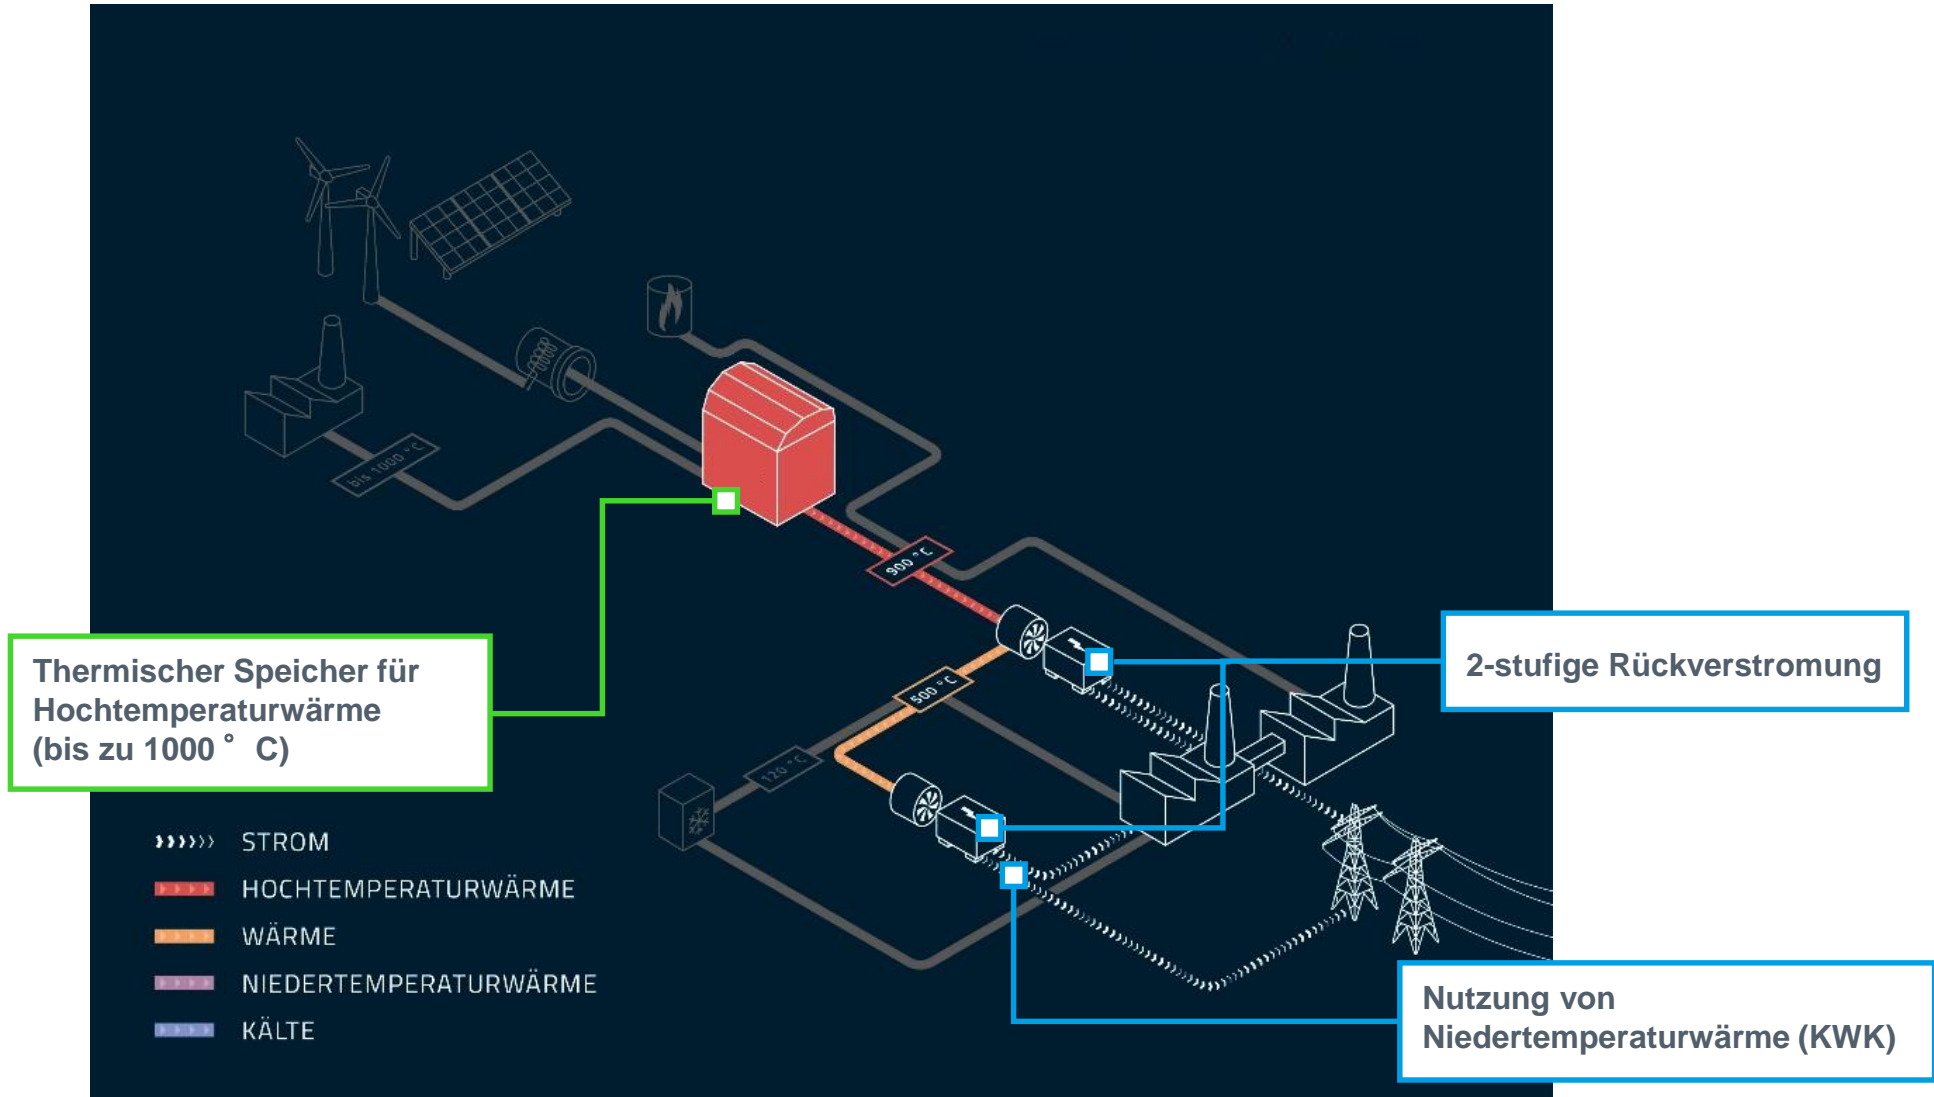 bis 1000 °C
900 °C
2-stufige Rückverstromung
Thermischer Speicher für
Hochtemperaturwärme
(bis zu 1000 ° C)
500 °C
120 °C
STROM
HOCHTEMPERATURWÄRME
WÄRME
NIEDERTEMPERATURWÄRME
KÄLTE
Nutzung von
Niedertemperaturwärme (KWK)